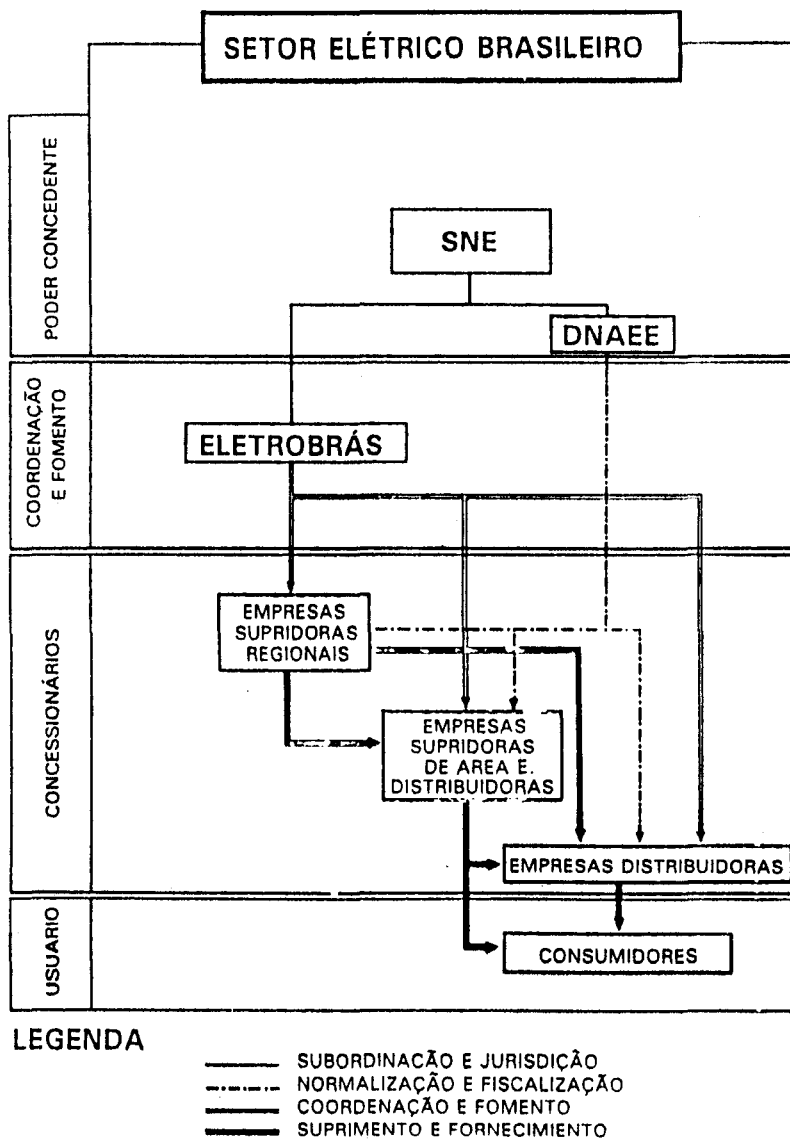 SETOR ELÉTRICO BRASILEIRO
PODER CONCEDENTE
SNE
DNAEE
COORDENAÇÃO
E FOMENTO
ELETROBRÁS
CONCESSIONÁRIOS
EMPRESAS
SUPRIDORAS
REGIONAIS
EMPRESAS
SUPRIDORAS
DE AREA E.
DISTRIBUIDORAS
EMPRESAS DISTRIBUIDORAS
USUARIO
CONSUMIDORES
LEGENDA
SUBORDINACÃO E JURISDIÇÃO
NORMALIZAÇÃO E FISCALIZAÇÃO
COORDENAÇÃO E FOMENTO
SUPRIMENTO E FORNECIMIENTO